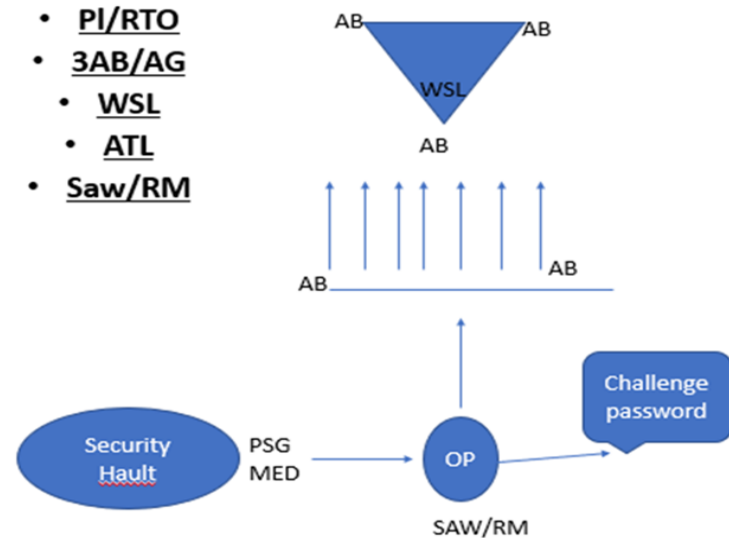 • Pl/RTO
• 3AB/AG
• WSL
• ATL
• Saw/RM
AB
AB
WSL
AB
AB
AB
Challenge
password
Security
Hault
PSG
MED
OP
SAW/RM